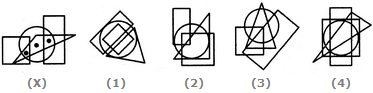 (X) (1) (2) (3) (4)